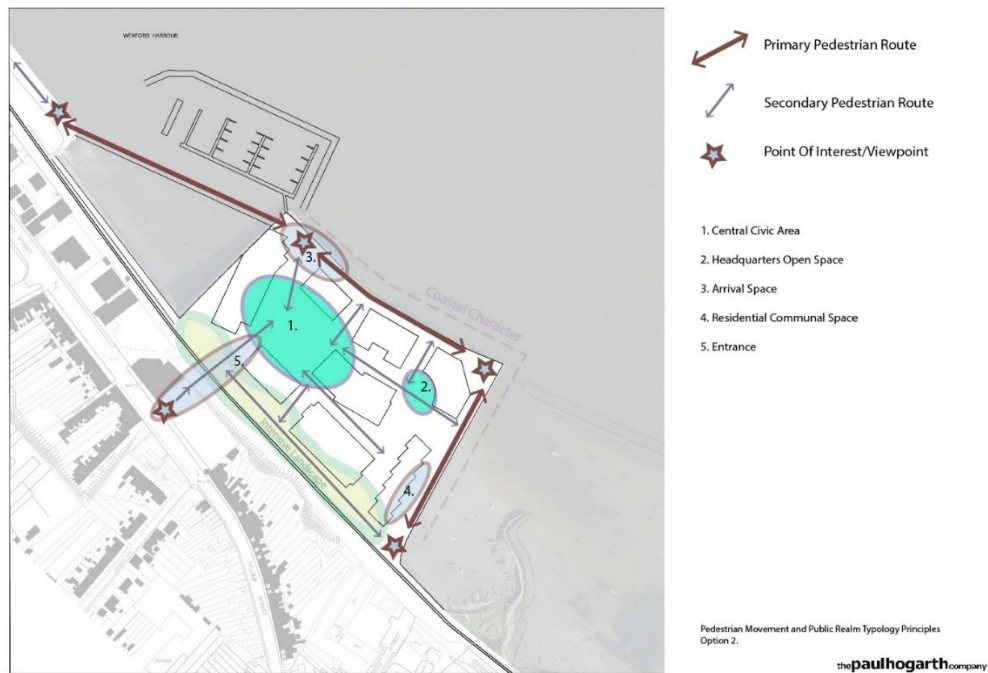 WEXFORD HARBOUR
Primary Pedestrian Route
Secondary Pedestrian Route
Point Of Interest/Viewpoint
1. Central Civic Area
2. Headquarters Open Space
3. Arrival Space
4. Residential Communal Space
5. Entrance
3.
Coastal Character
1.
5.
2.
Intensive Landscape
4.
Pedestrian Movement and Public Realm Typology Principles
Option 2.
thepaulhogarthcompany